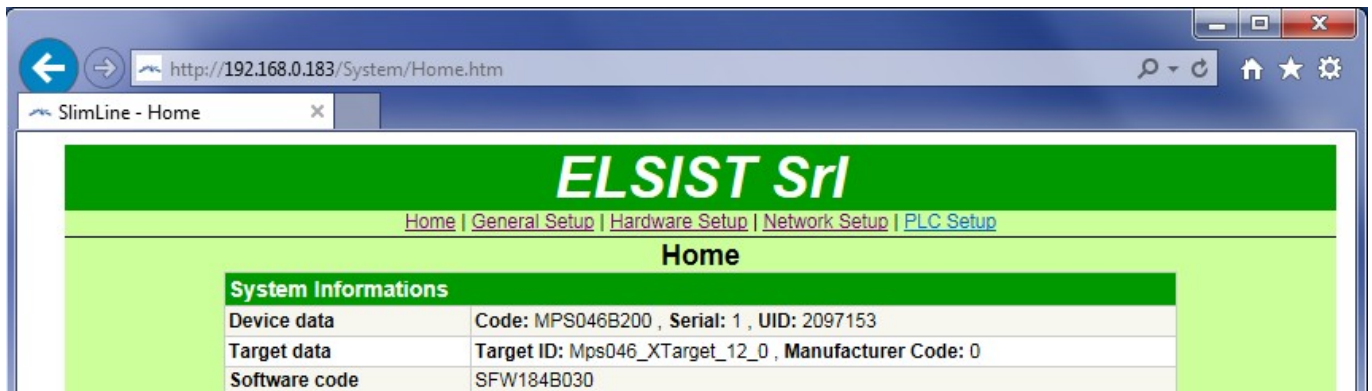 http://192.168.0.183/System/Home.htm
SlimLine - Home
ELSIST Srl
Home | General Setup | Hardware Setup | Network Setup | PLC Setup
Home
System Informations
Device data Code: MPS046B200 , Serial: 1 , UID: 2097153
Target data Target ID: Mps046_XTarget_12_0 , Manufacturer Code: 0
Software code SFW184B030